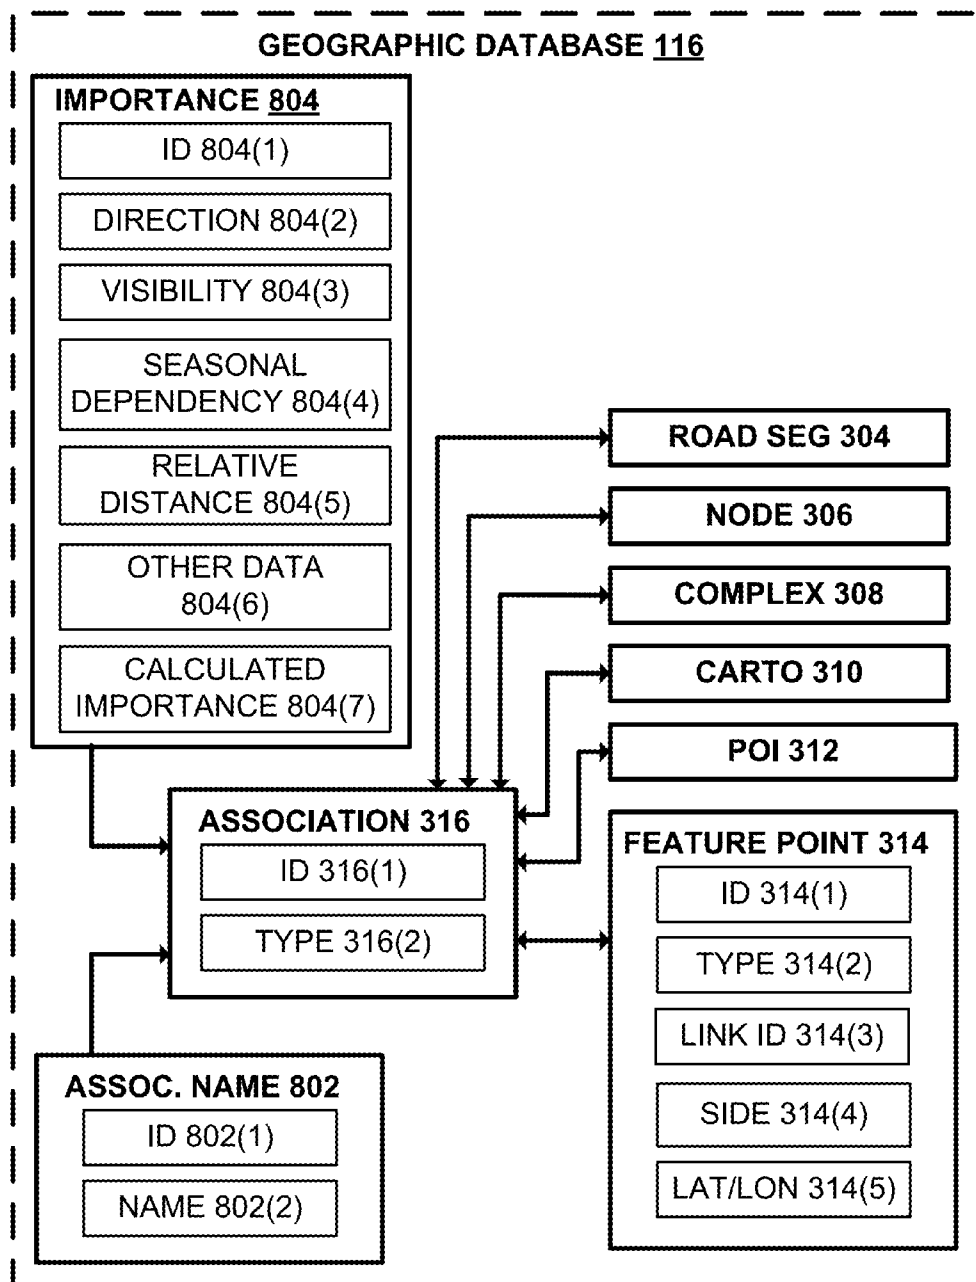 GEOGRAPHIC DATABASE 116
IMPORTANCE 804
ID 804(1)
DIRECTION 804(2)
VISIBILITY 804(3)
SEASONAL
DEPENDENCY 804(4)
RELATIVE
DISTANCE 804(5)
OTHER DATA
804(6)
CALCULATED
IMPORTANCE 804(7)
ROAD SEG 304
NODE 306
COMPLEX 308
CARTO 310
POI 312
ASSOCIATION 316
ID 316(1)
TYPE 316(2)
FEATURE POINT 314
ID 314(1)
TYPE 314(2)
LINK ID 314(3)
SIDE 314(4)
LAT/LON 314(5)
ASSOC. NAME 802
ID 802(1)
NAME 802(2)